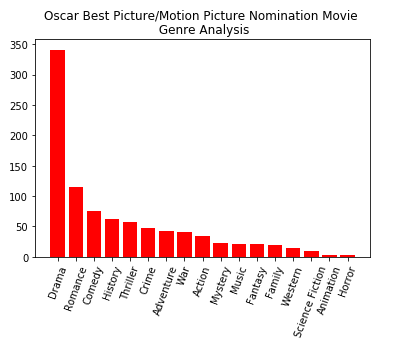 Oscar Best Picture/Motion Picture Nomination Movie
Genre Analysis
350
300
250
200
150
100
50
0
Drama
Romance
Comedy
History
Thriller
Crime
Adventure
War
Action
Mystery
Music
Fantasy
Family
Western
Science Fiction
Animation
Horror